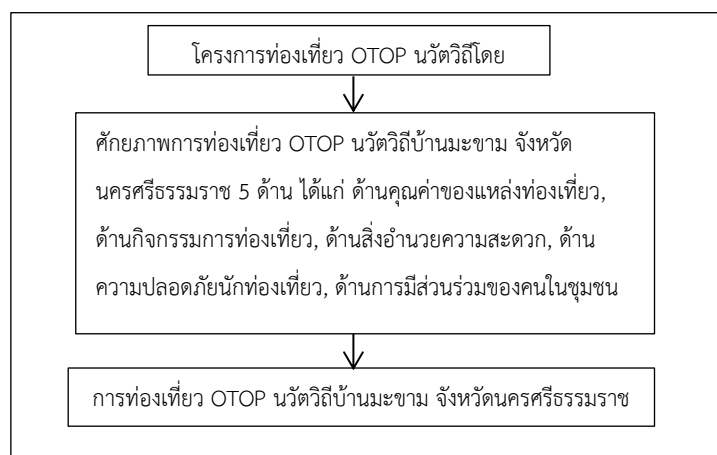 โครงการท่องเที่ยว OTOP นวัตวิถีโดย
ศักยภาพการท่องเที่ยว OTOP นวัตวิถีบ้านมะขาม จังหวัด
นครศรีธรรมราช 5 ด้าน ได้แก่ ด้านคุณค่าของแหล่งท่องเที่ยว,
ด้านกิจกรรมการท่องเที่ยว, ด้านสิ่งอำนวยความสะดวก, ด้าน
ความปลอดภัยนักท่องเที่ยว, ด้านการมีส่วนร่วมของคนในชุมชน
การท่องเที่ยว OTOP นวัตวิถีบ้านมะขาม จังหวัดนครศรีธรรมราช